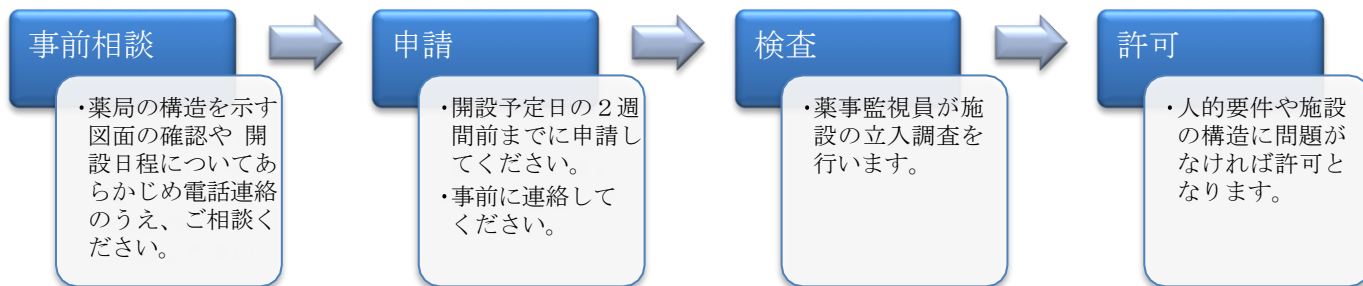 事前相談
・薬局の構造を示す
図面の確認や 開
設日程についてあ
らかじめ電話連絡
のうえ、ご相談く
ださい。
申請
・開設予定日の２週
間前までに申請し
てください。
・事前に連絡して
ください。
検査
・薬事監視員が施
設の立入調査を
行います。
許可
・人的要件や施設
の構造に問題が
なければ許可と
なります。